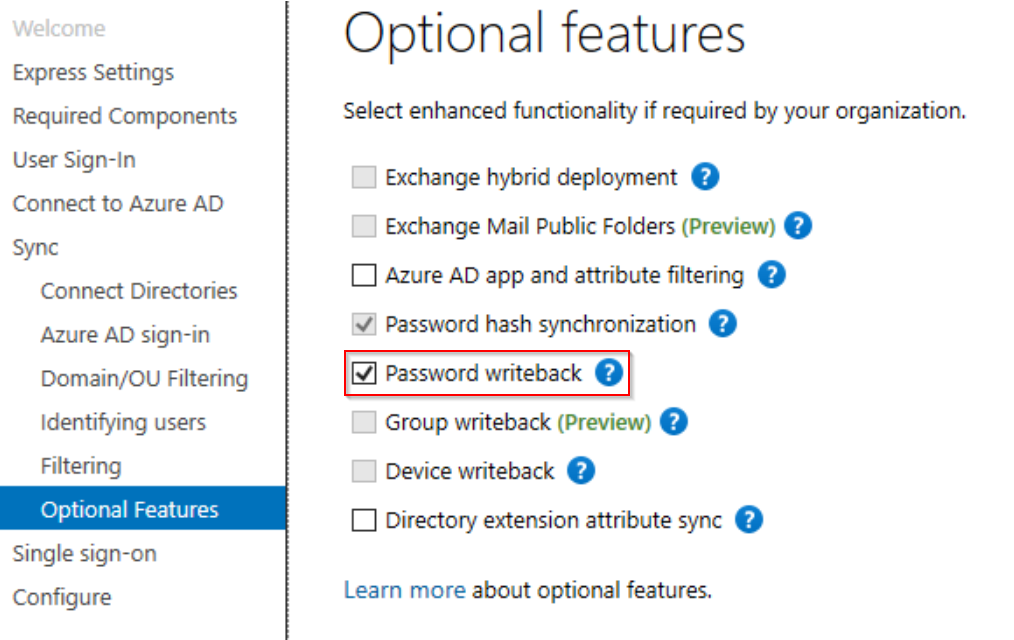 Welcome
Express Settings
Required Components
User Sign-In
Connect to Azure AD
Sync
Connect Directories
Azure AD sign-in
Domain/OU Filtering
Identifying users
Filtering
Optional Features
Single sign-on
Configure
Optional features
Select enhanced functionality if required by your organization.
Exchange hybrid deployment ?
Exchange Mail Public Folders (Preview) ?
Azure AD app and attribute filtering ?
Password hash synchronization ?
Password writeback ?
Group writeback (Preview) ?
Device writeback ?
Directory extension attribute sync ?
Learn more about optional features.